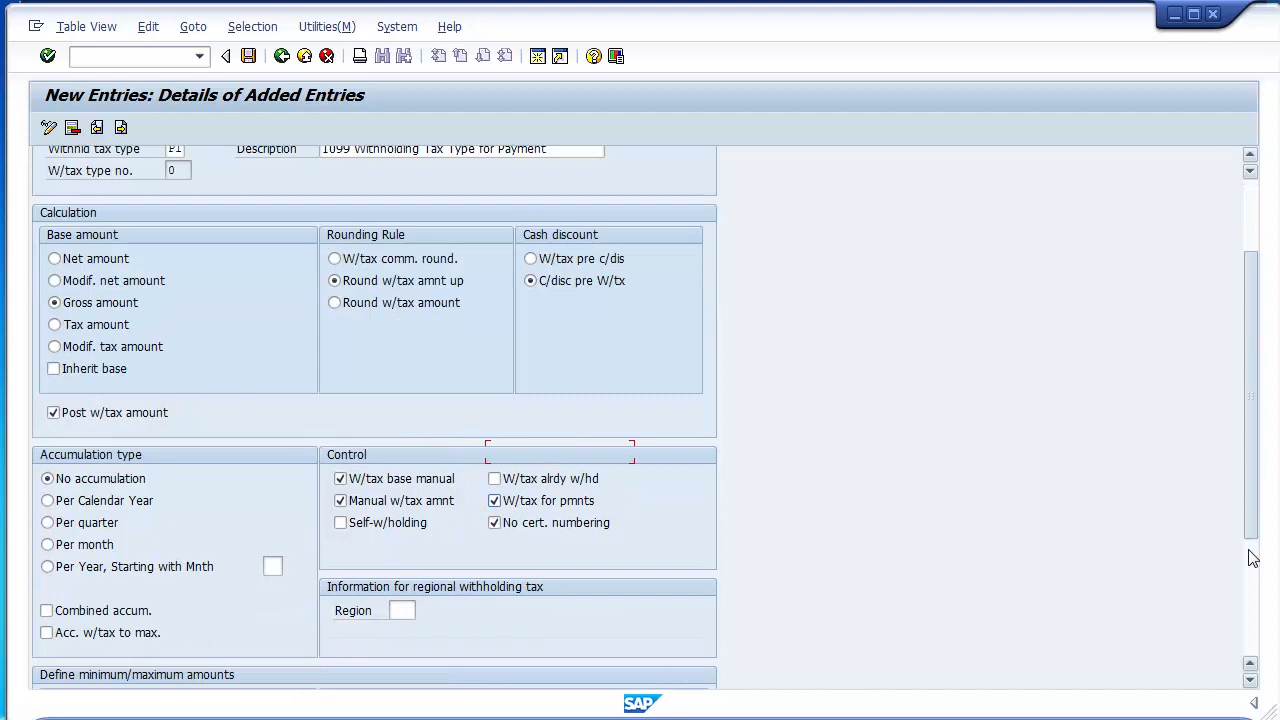 Table View Edit Goto Selection Utilities(M) System Help
New Entries: Details of Added Entries
Withhld tax type P1 Description 1099 Withholding Tax Type for Payment
W/tax type no. 0
Calculation
Base amount Rounding Rule Cash discount
Net amount W/tax comm. round. W/tax pre c/dis
Modif. net amount Round w/tax amnt up C/disc pre W/tx
Gross amount Round w/tax amount
Tax amount
Modif. tax amount
Inherit base
Post w/tax amount
Accumulation type Control
No accumulation W/tax base manual W/tax alrdy w/hd
Per Calendar Year Manual w/tax amnt W/tax for pmnts
Per quarter Self-w/holding No cert. numbering
Per month
Per Year, Starting with Mnth
Information for regional withholding tax
Combined accum. Region
Acc. w/tax to max.
Define minimum/maximum amounts
SAP